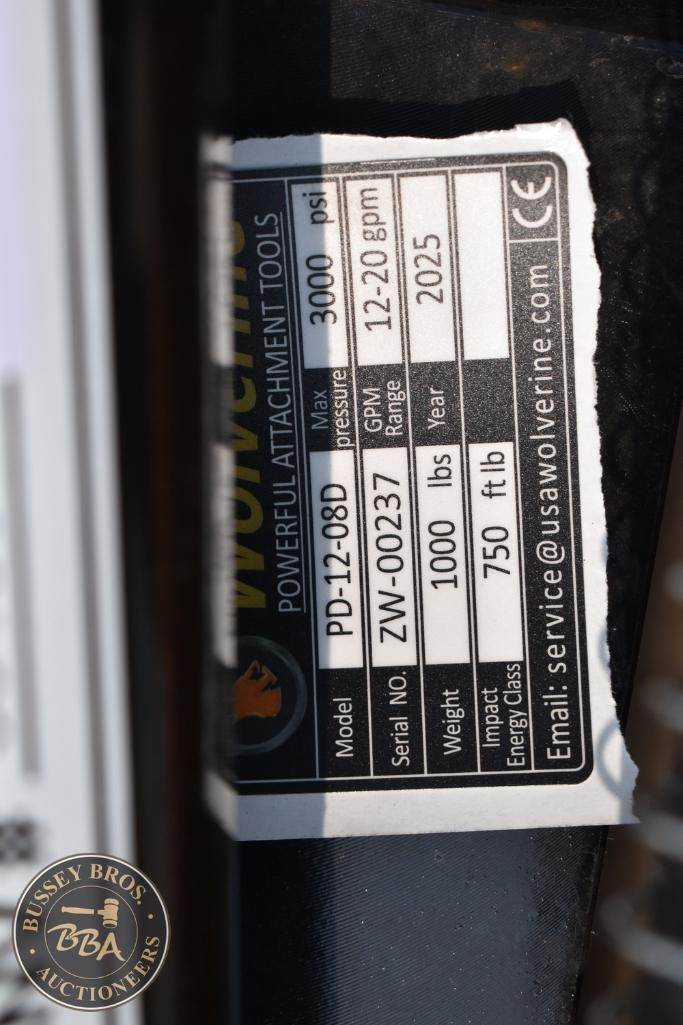 Wolverine
POWERFUL ATTACHMENT TOOLS
Model PD-12-08D Max pressure 3000 psi
Serial NO. ZW-00237 GPM Range 12-20 gpm
Weight 1000 lbs Year 2025
Impact Energy Class 750 ft lb
Email: service@usawolverine.com CE
BUSSEY BROS.
BBA
AUCTIONEERS